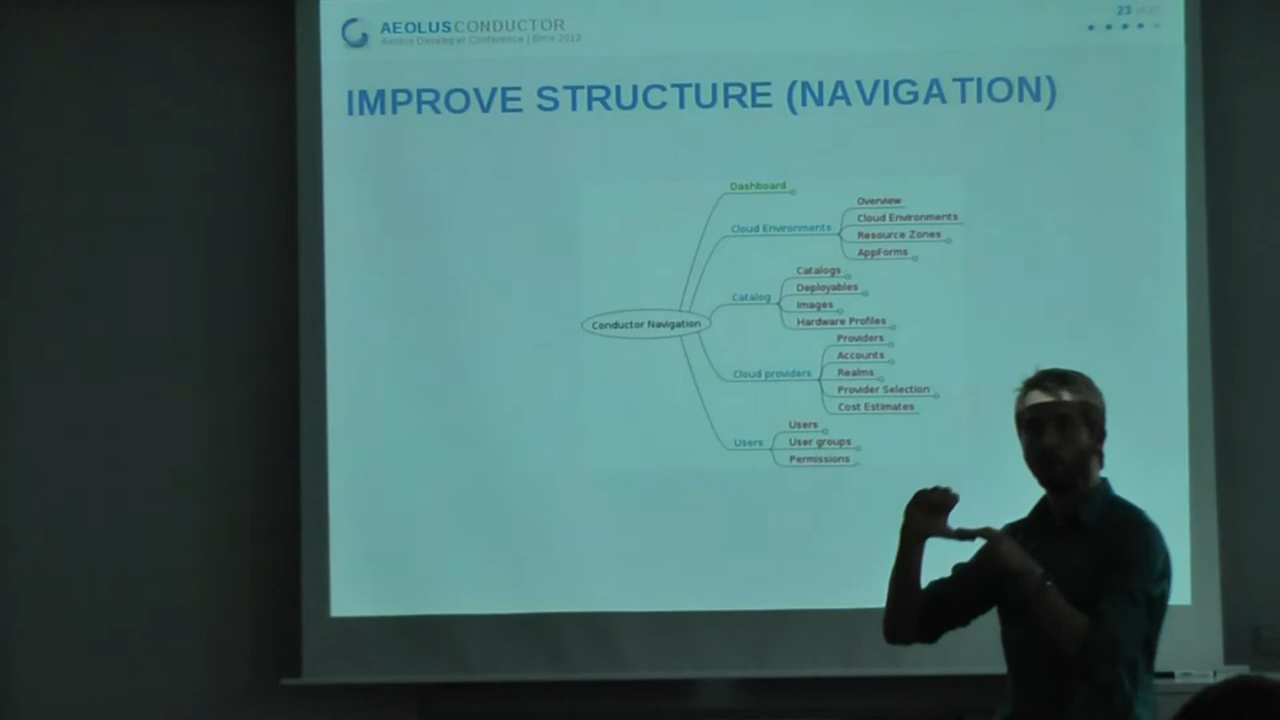 AEOLUS CONDUCTOR
23 of
Aeolus Developer Conference | Brno 2012
IMPROVE STRUCTURE (NAVIGATION)
Dashboard
Overview
Cloud Environments
Cloud Environments
Resource Zones
AppForms
Catalogs
Catalog
Deployables
Images
Hardware Profiles
Conductor Navigation
Providers
Accounts
Cloud providers
Realms
Provider Selection
Cost Estimates
Users
Users
User groups
Permissions